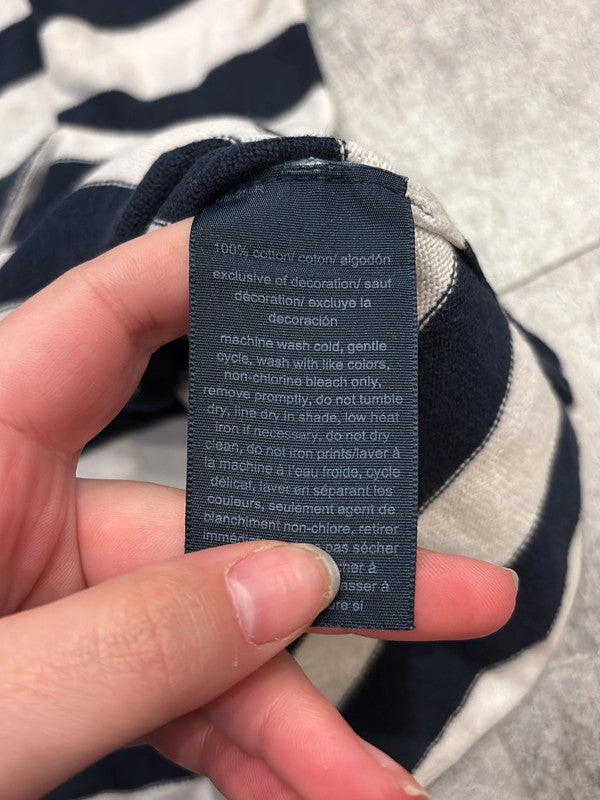 100% cotton/ coton/ algodón
exclusive of decoration/ sauf
décoration/ excluye la
decoración
machine wash cold, gentle
cycle, wash with like colors,
non-chlorine bleach only,
remove promptly, do not tumble
dry, line dry in shade, low heat
iron if necessary, do not dry
clean, do not iron prints/laver à
la machine à l'eau froide, cycle
délicat, laver en séparant les
couleurs, seulement agent de
blanchiment non-chlore, retirer
pas sécher
à
à
si